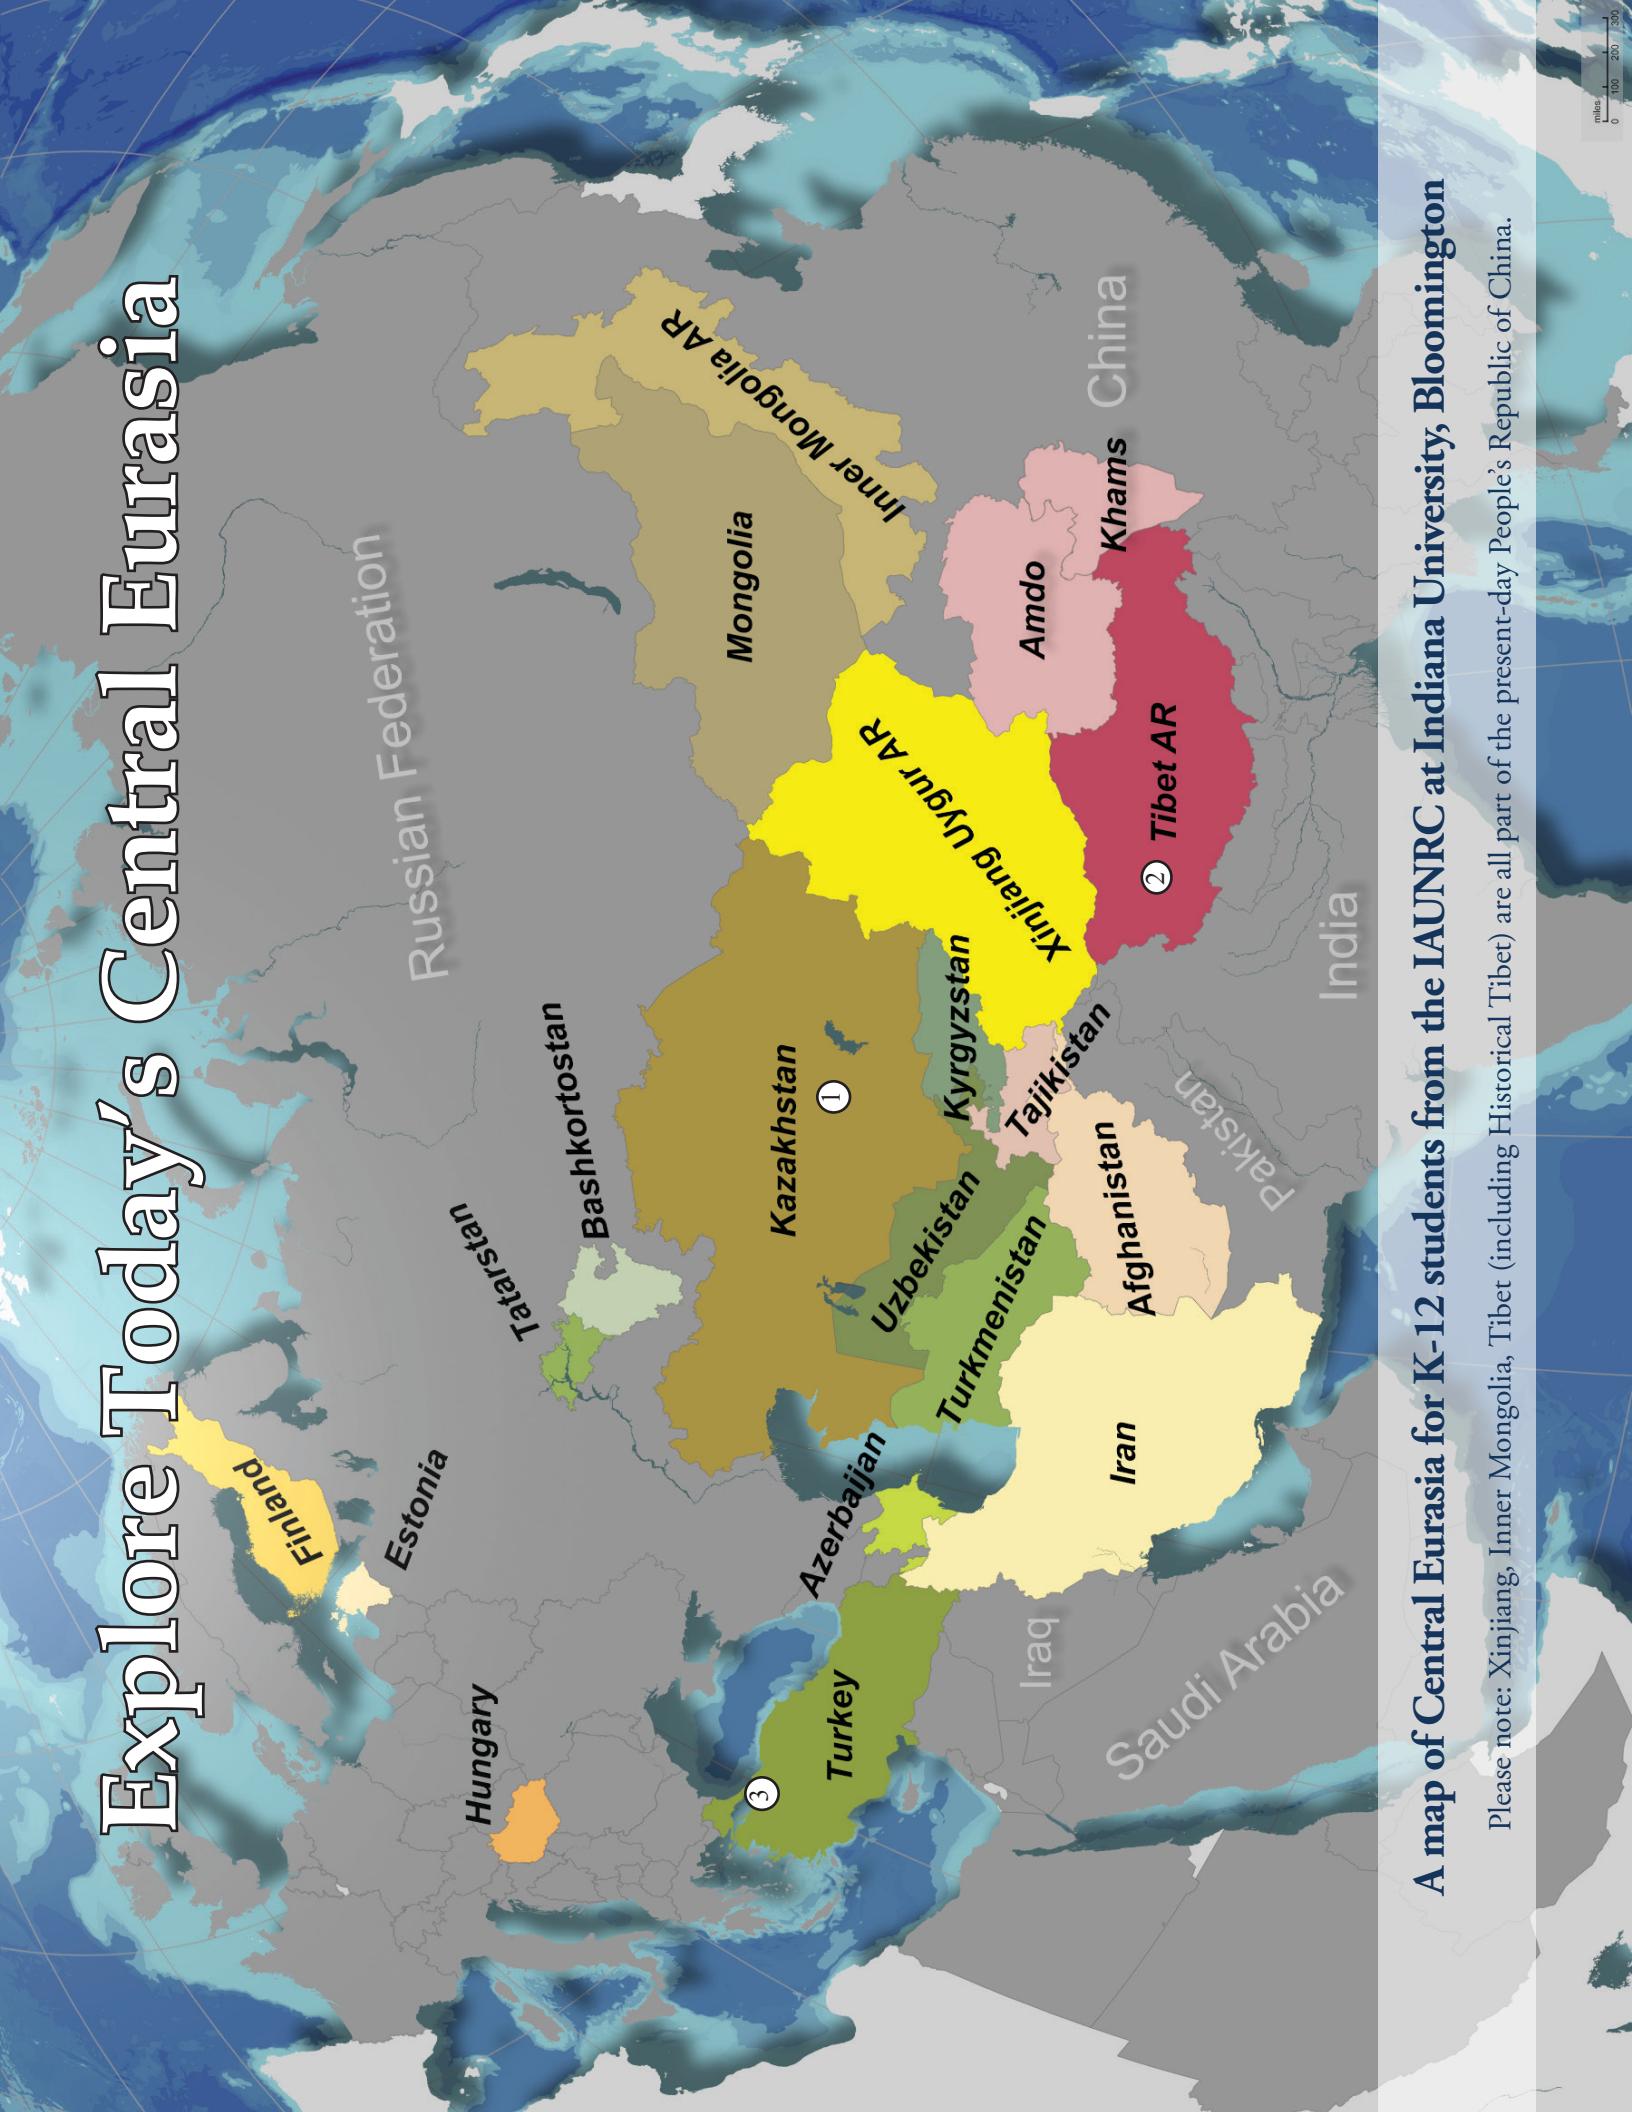 Explore Today's Central Eurasia
Finland
Estonia
Hungary
Tatarstan
Bashkortostan
Russian Federation
Kazakhstan
1
Mongolia
Inner Mongolia AR
Turkey
3
Azerbaijan
Uzbekistan
Turkmenistan
Kyrgyzstan
Tajikistan
Xinjiang Uygur AR
Amdo
Khams
China
Iraq
Iran
Afghanistan
Tibet AR
2
Saudi Arabia
Pakistan
India
A map of Central Eurasia for K-12 students from the IAUNRC at Indiana University, Bloomington
Please note: Xinjiang, Inner Mongolia, Tibet (including Historical Tibet) are all part of the present-day People's Republic of China.
miles
0 100 200 300